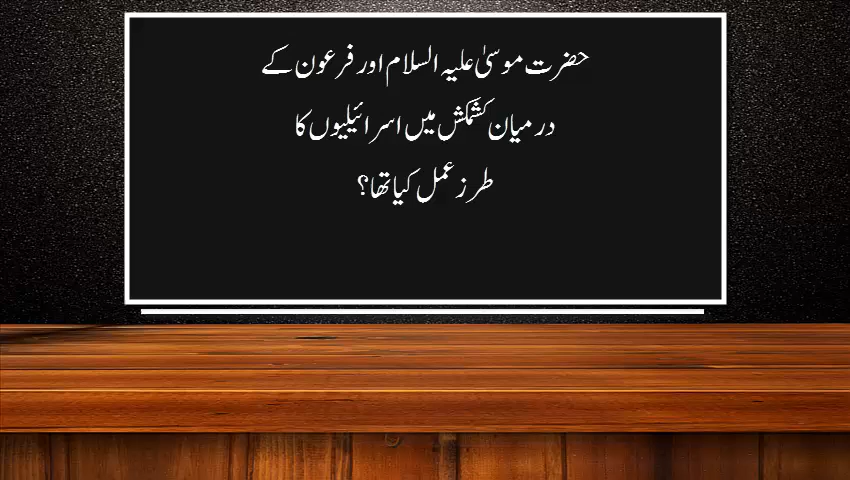 حضرت موسیٰ علیہ السلام اور فرعون کے
درمیان کشمکش میں اسرائیلیوں کا
طرز عمل کیا تھا؟